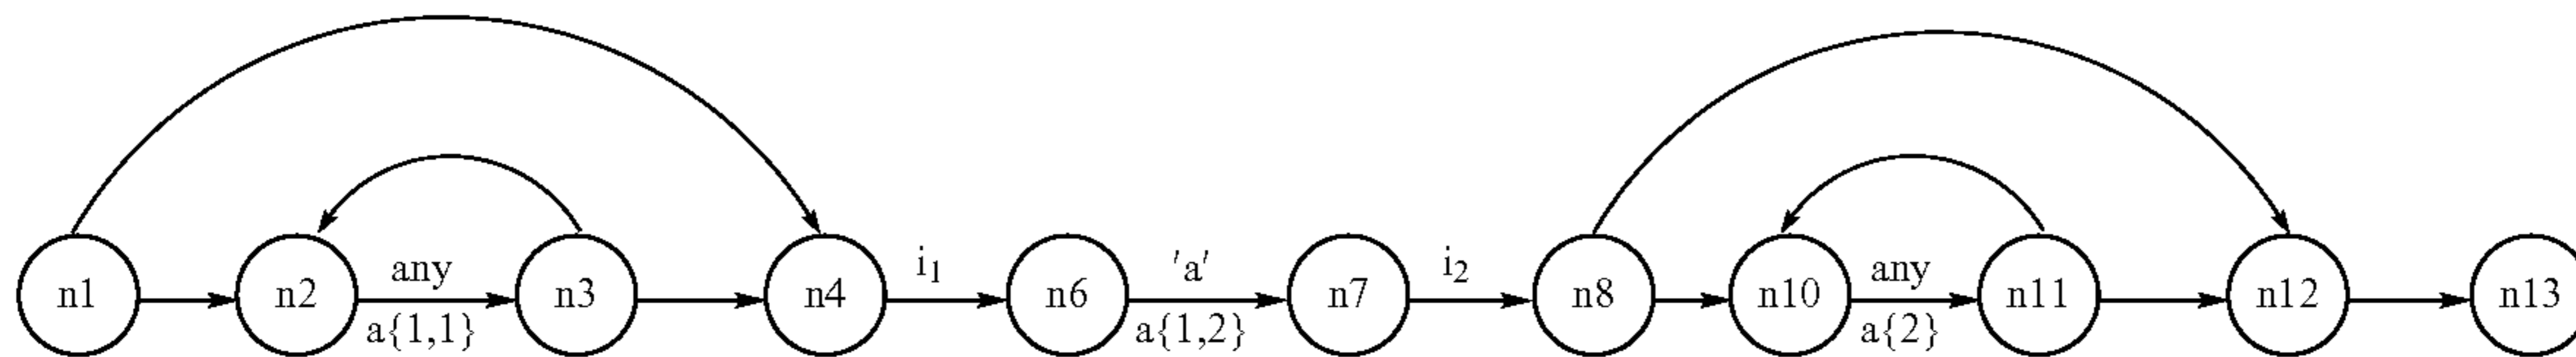 n1 n2 any a{1,1} n3 n4 i₁ n6 'a' a{1,2} n7 i₂ n8 n10 any a{2} n11 n12 n13